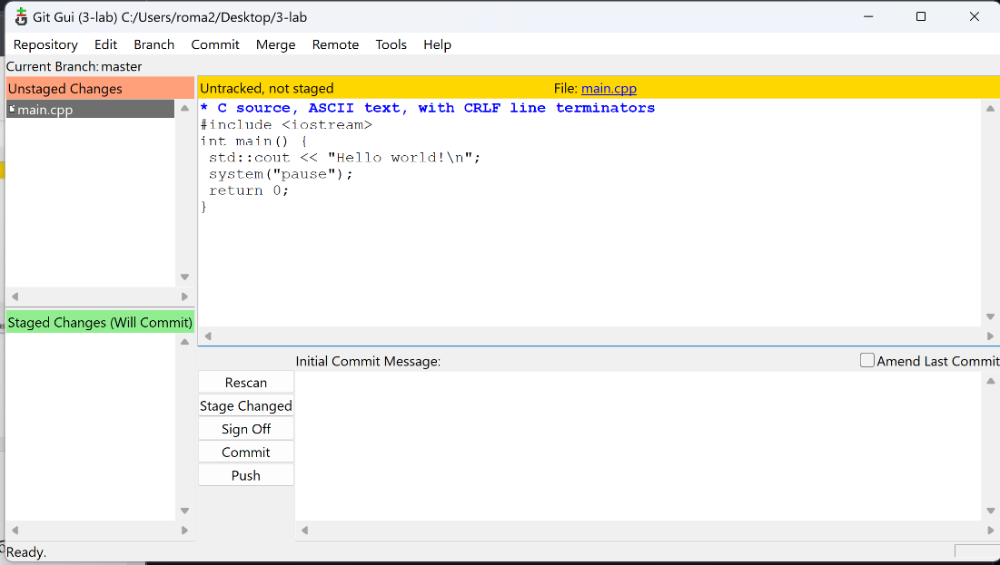 Git Gui (3-lab) C:/Users/roma2/Desktop/3-lab
Repository Edit Branch Commit Merge Remote Tools Help
Current Branch: master
Unstaged Changes
main.cpp
Untracked, not staged File: main.cpp
* C source, ASCII text, with CRLF line terminators
#include <iostream>
int main() {
 std::cout << "Hello world!\n";
 system("pause");
 return 0;
}
Staged Changes (Will Commit)
Initial Commit Message: Amend Last Commit
Rescan
Stage Changed
Sign Off
Commit
Push
Ready.